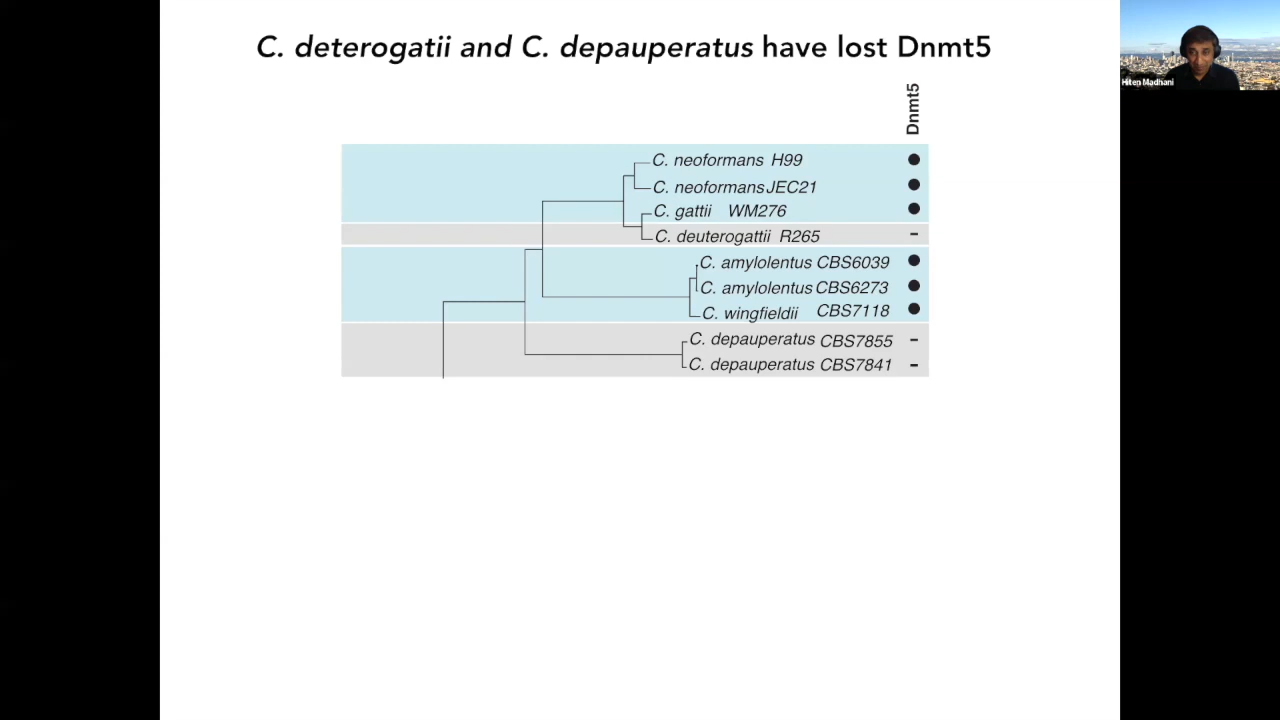 C. deterogatii and C. depauperatus have lost Dnmt5
Hiten Madhani
Dnmt5
C. neoformans H99 ●
C. neoformans JEC21 ●
C. gattii WM276 ●
C. deuterogattii R265 -
C. amylolentus CBS6039 ●
C. amylolentus CBS6273 ●
C. wingfieldii CBS7118 ●
C. depauperatus CBS7855 -
C. depauperatus CBS7841 -